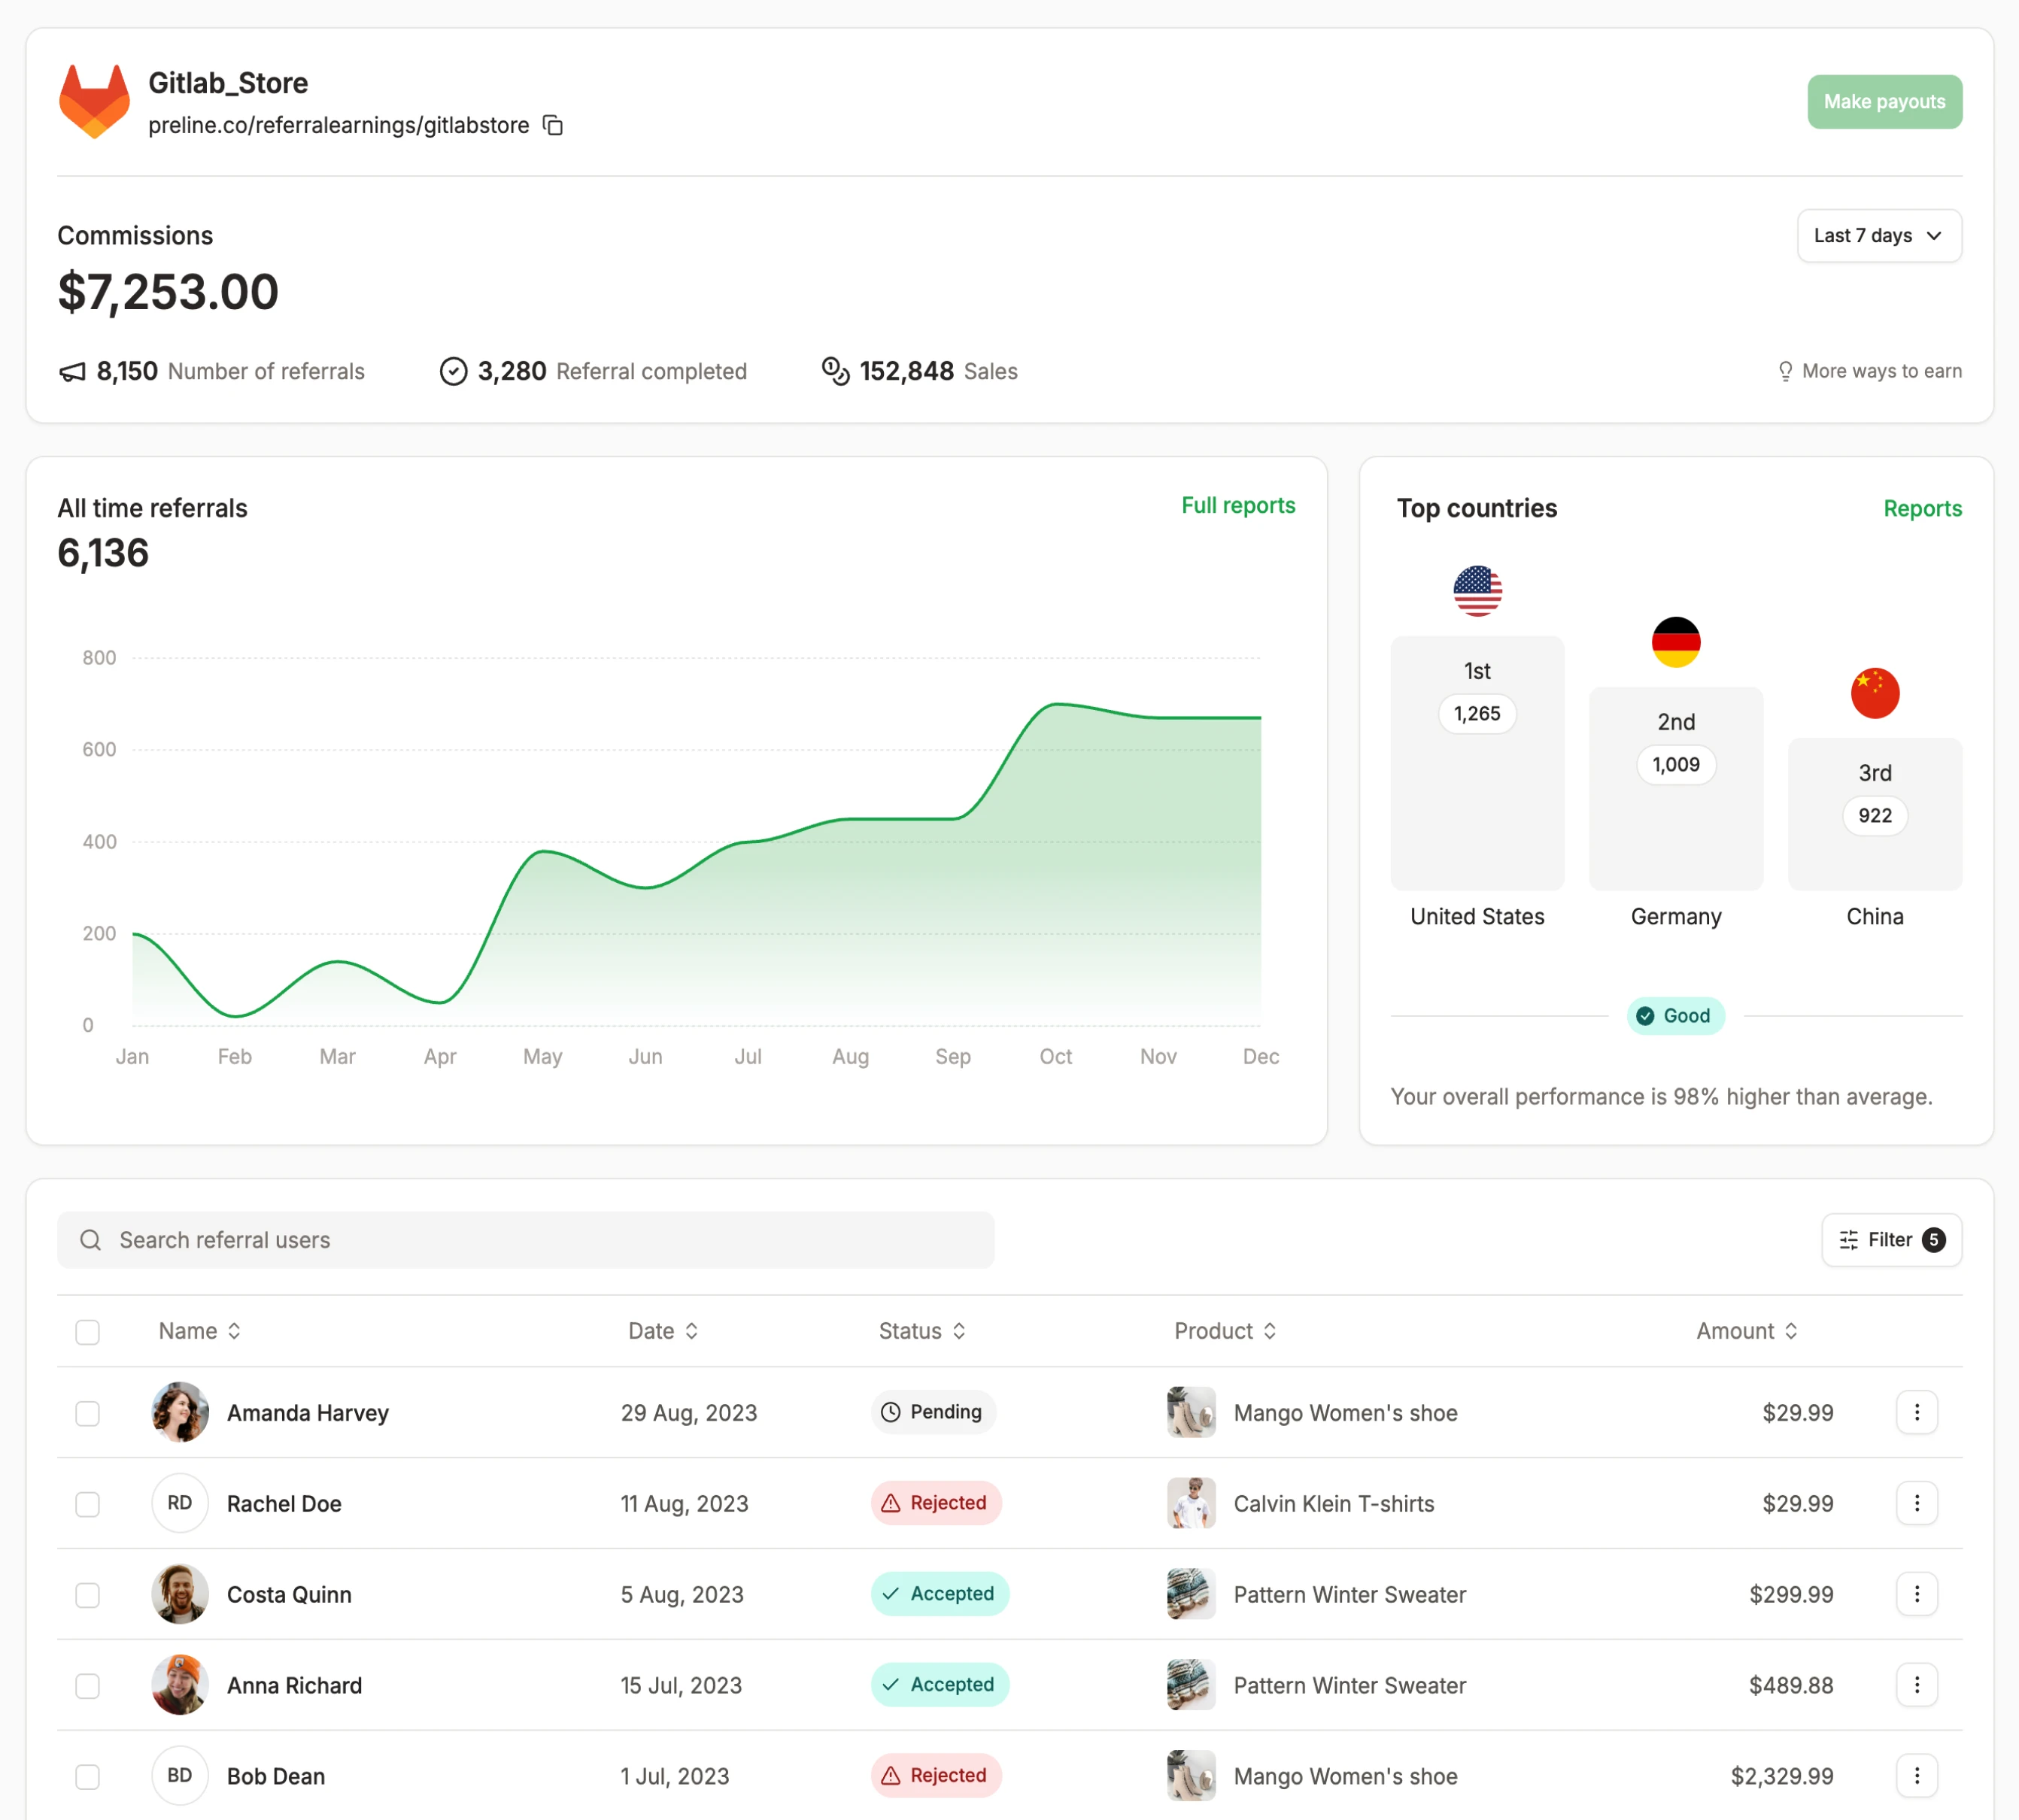 Gitlab_Store
preline.co/referralearnings/gitlabstore
Make payouts
Commissions
Last 7 days
$7,253.00
8,150 Number of referrals
3,280 Referral completed
152,848 Sales
More ways to earn
All time referrals
Full reports
6,136
800
600
400
200
0
Jan Feb Mar Apr May Jun Jul Aug Sep Oct Nov Dec
Top countries
Reports
1st
1,265
United States
2nd
1,009
Germany
3rd
922
China
Good
Your overall performance is 98% higher than average.
Search referral users
Filter 5
Name Date Status Product Amount
Amanda Harvey 29 Aug, 2023 Pending Mango Women's shoe $29.99
RD Rachel Doe 11 Aug, 2023 Rejected Calvin Klein T-shirts $29.99
Costa Quinn 5 Aug, 2023 Accepted Pattern Winter Sweater $299.99
Anna Richard 15 Jul, 2023 Accepted Pattern Winter Sweater $489.88
BD Bob Dean 1 Jul, 2023 Rejected Mango Women's shoe $2,329.99